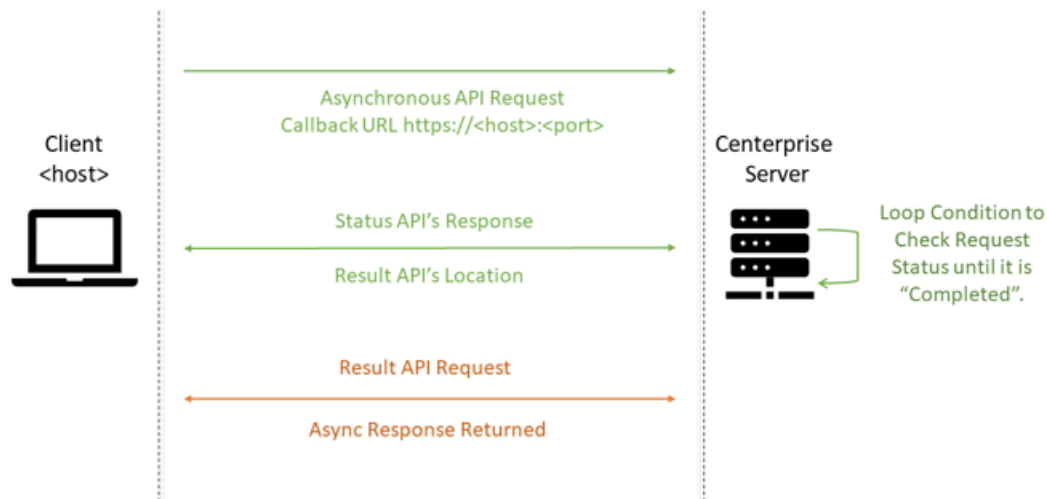 Asynchronous API Request
Callback URL https://<host>:<port>
Client
<host>
Centerprise
Server
Status API's Response
Result API's Location
Loop Condition to
Check Request
Status until it is
“Completed”.
Result API Request
Async Response Returned